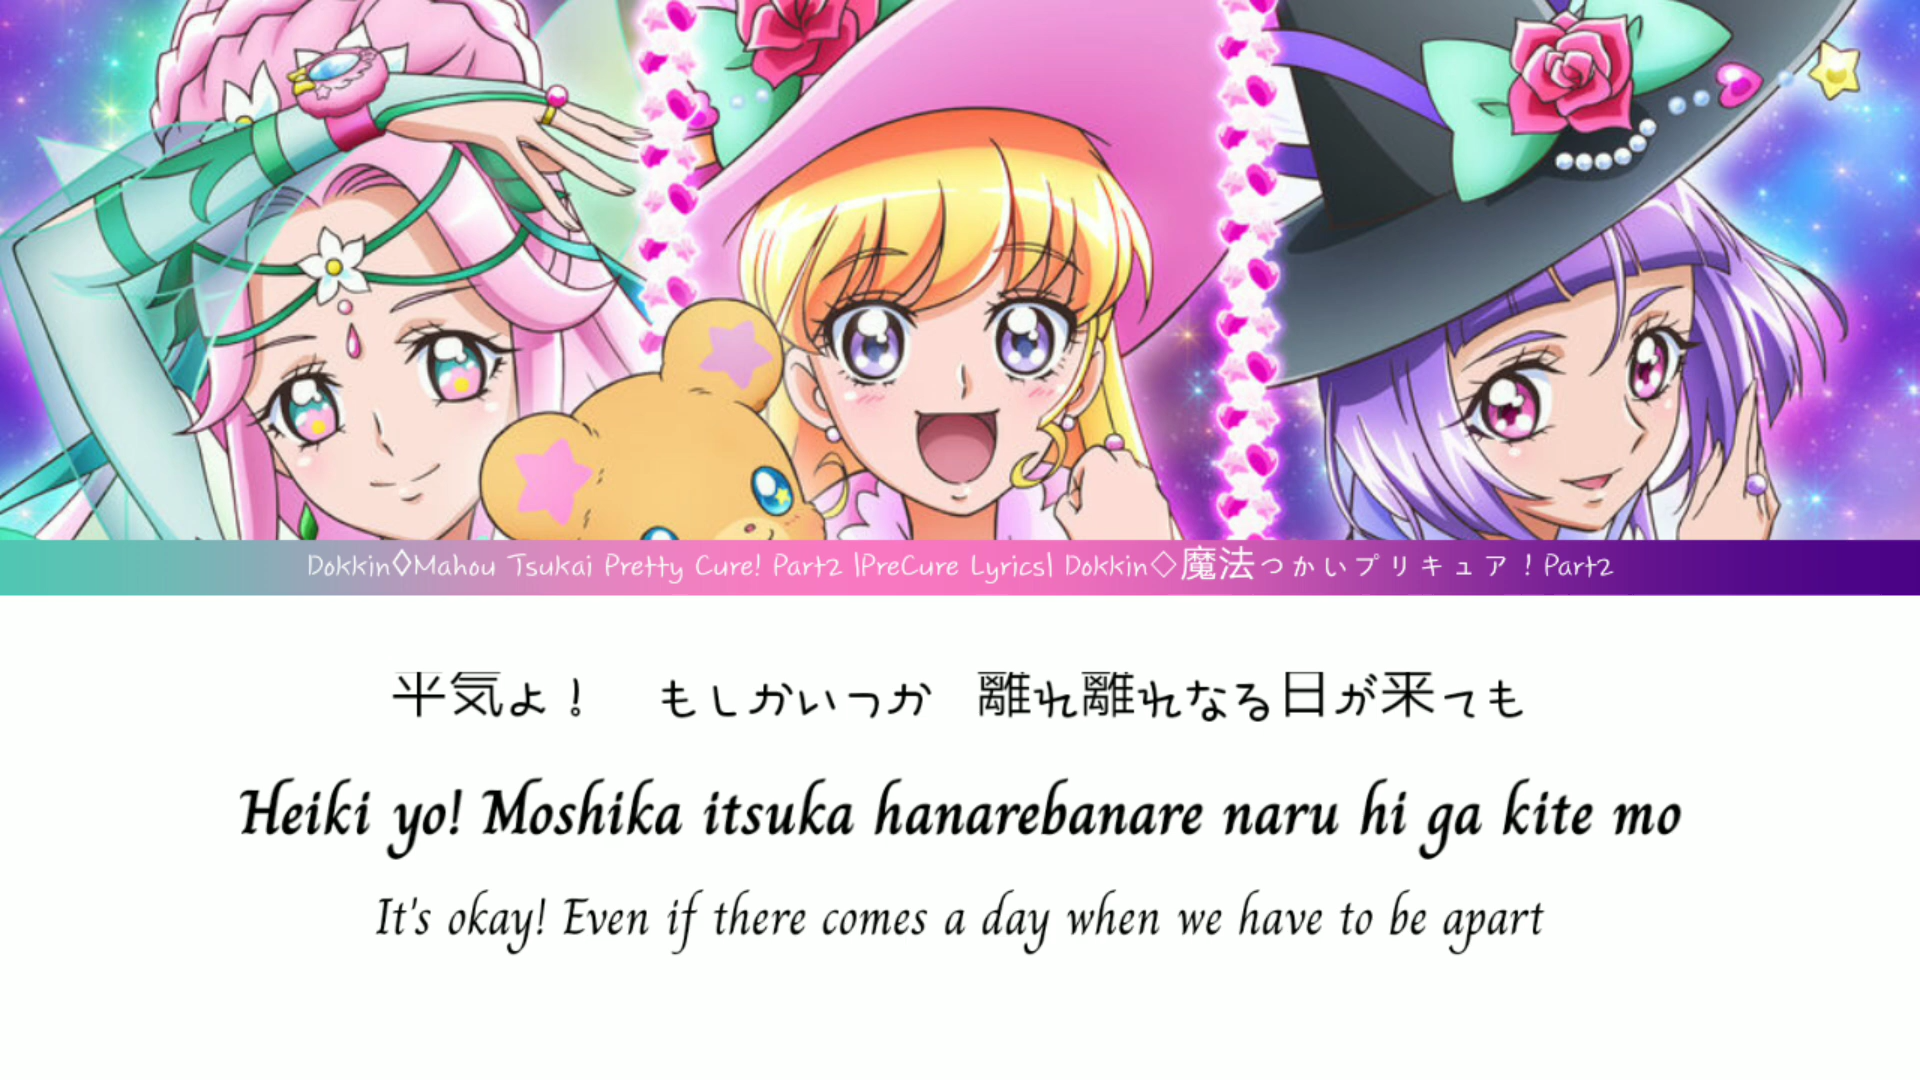 Dokkin◇Mahou Tsukai Pretty Cure! Part2 |PreCure Lyrics| Dokkin◇魔法つかいプリキュア！Part2
平気よ！　もしかいつか　離れ離れなる日が来ても
Heiki yo! Moshika itsuka hanarebanare naru hi ga kite mo
It's okay! Even if there comes a day when we have to be apart